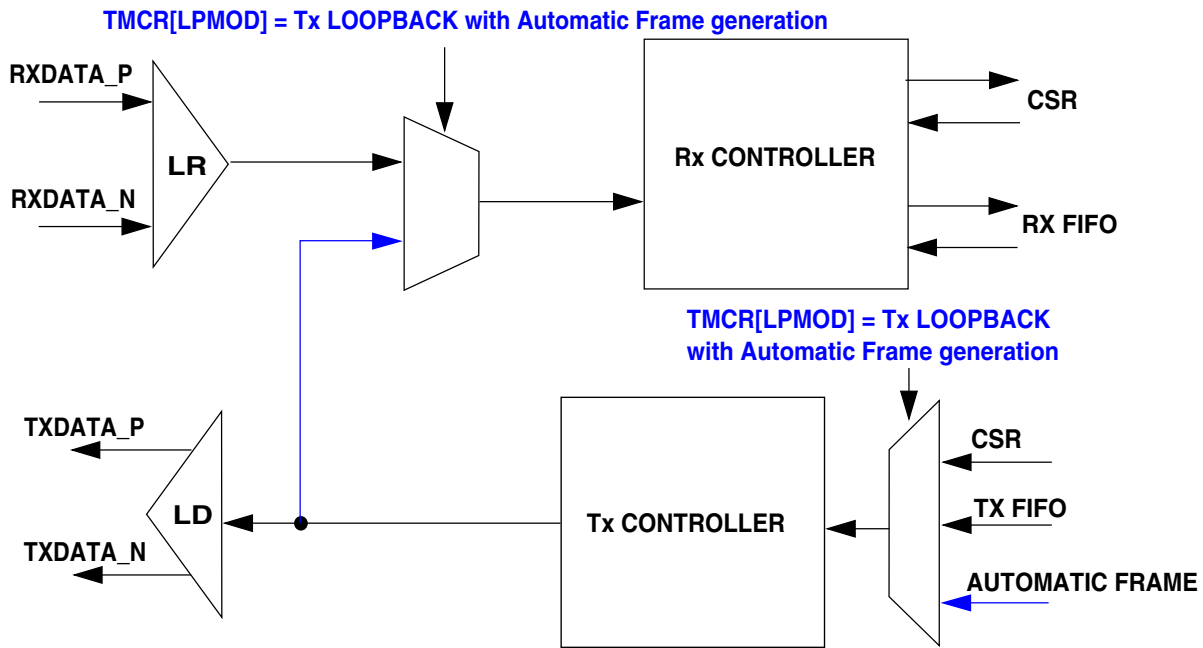 TMCR[LPMOD] = Tx LOOPBACK with Automatic Frame generation
RXDATA_P
CSR
LR
Rx CONTROLLER
RXDATA_N
RX FIFO
TMCR[LPMOD] = Tx LOOPBACK
with Automatic Frame generation
TXDATA_P
CSR
LD
Tx CONTROLLER
TX FIFO
TXDATA_N
AUTOMATIC FRAME